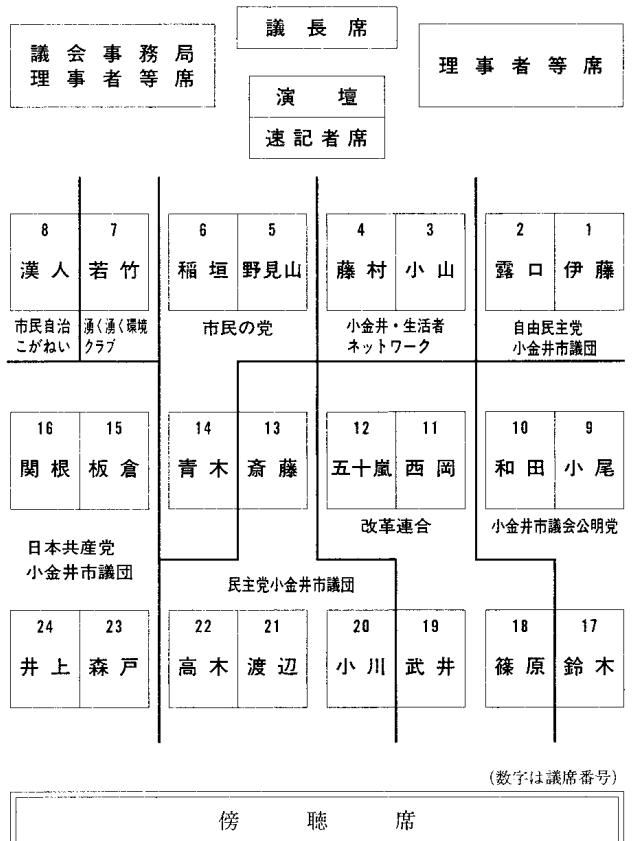 議長席
議会事務局
理事者等席
理事者等席
演壇
速記者席
8 7 6 5 4 3 2 1
漢人 若竹 稲垣 野見山 藤村 小山 露口 伊藤
市民自治
こがねい
湧く湧く環境
クラブ
市民の党
小金井・生活者
ネットワーク
自由民主党
小金井市議団
16 15 14 13 12 11 10 9
関根 板倉 青木 斎藤 五十嵐 西岡 和田 小尾
日本共産党
小金井市議団
改革連合
小金井市議会公明党
民主党小金井市議団
24 23 22 21 20 19 18 17
井上 森戸 高木 渡辺 小川 武井 篠原 鈴木
(数字は議席番号)
傍聴席